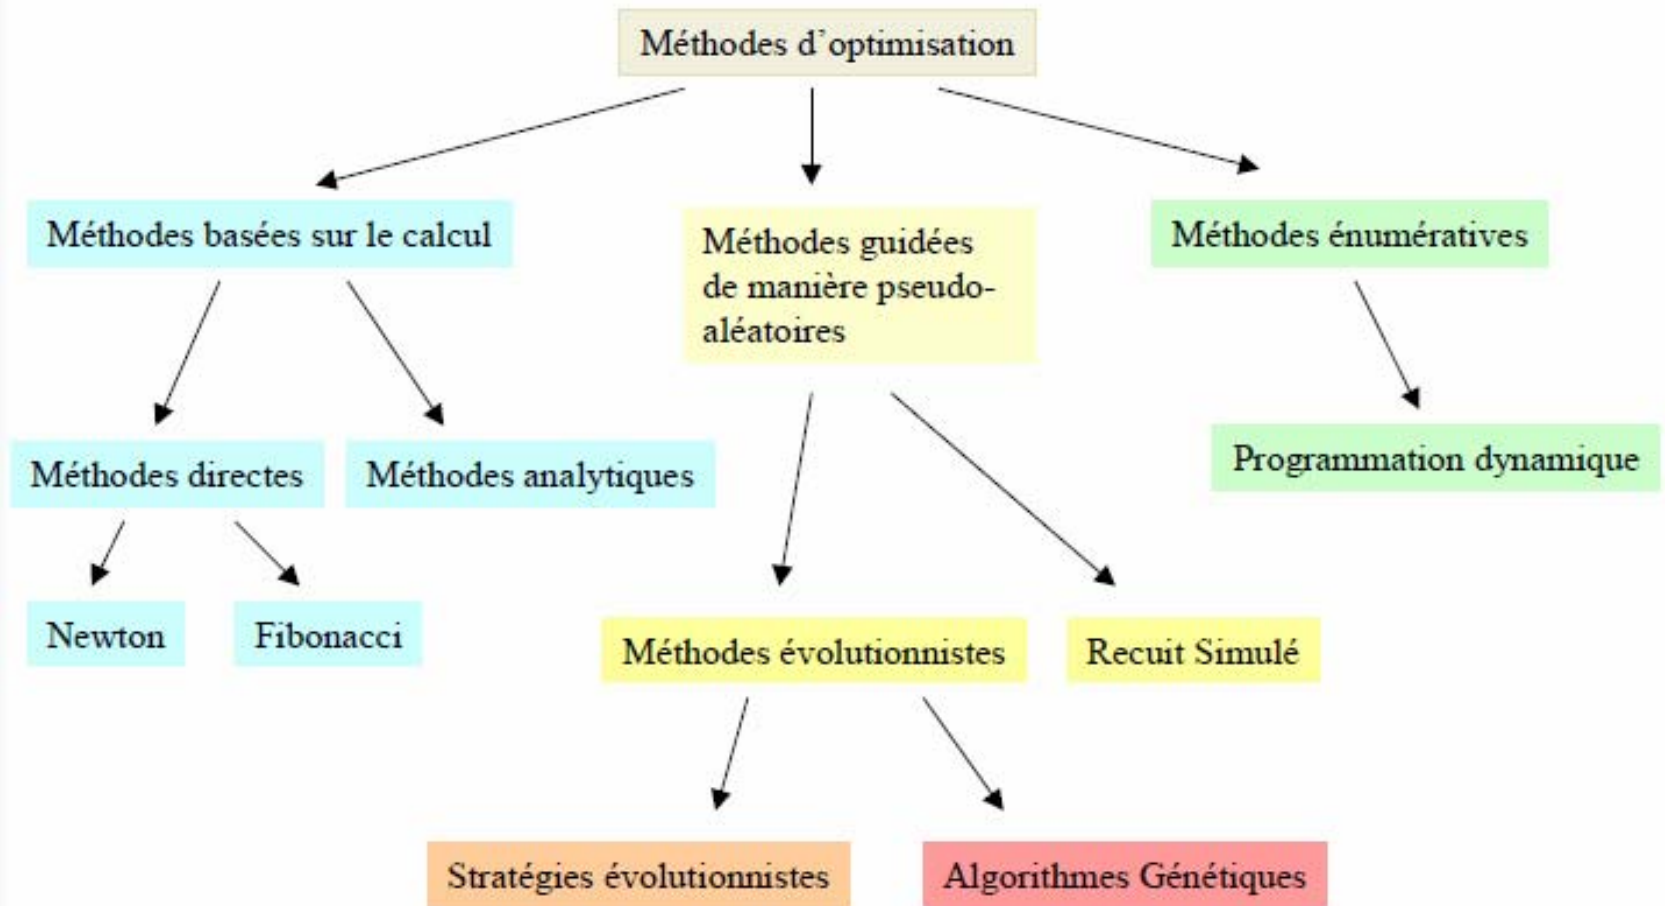 Méthodes d'optimisation
Méthodes basées sur le calcul
Méthodes guidées
de manière pseudo-
aléatoires
Méthodes énumératives
Méthodes directes
Méthodes analytiques
Programmation dynamique
Newton
Fibonacci
Méthodes évolutionnistes
Recuit Simulé
Stratégies évolutionnistes
Algorithmes Génétiques